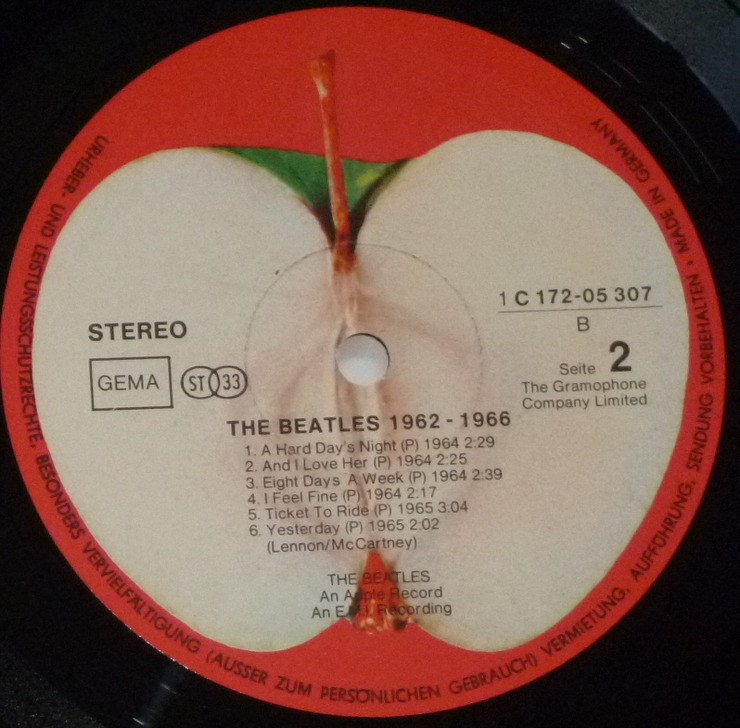 STEREO
GEMA
ST 33
1 C 172-05 307
B
Seite 2
The Gramophone
Company Limited
THE BEATLES 1962 - 1966
1. A Hard Day's Night (P) 1964 2:29
2. And I Love Her (P) 1964 2:25
3. Eight Days A Week (P) 1964 2:39
4. I Feel Fine (P) 1964 2:17
5. Ticket To Ride (P) 1965 3:04
6. Yesterday (P) 1965 2:02
(Lennon/McCartney)
THE BEATLES
An Apple Record
An E.M.I. Recording
URHEBER- UND LEISTUNGSSCHUTZRECHTE, BESONDERS VERVIELFÄLTIGUNG (AUSSER ZUM PERSÖNLICHEN GEBRAUCH) VERMIETUNG, AUFFÜHRUNG, SENDUNG VORBEHALTEN • MADE IN GERMANY